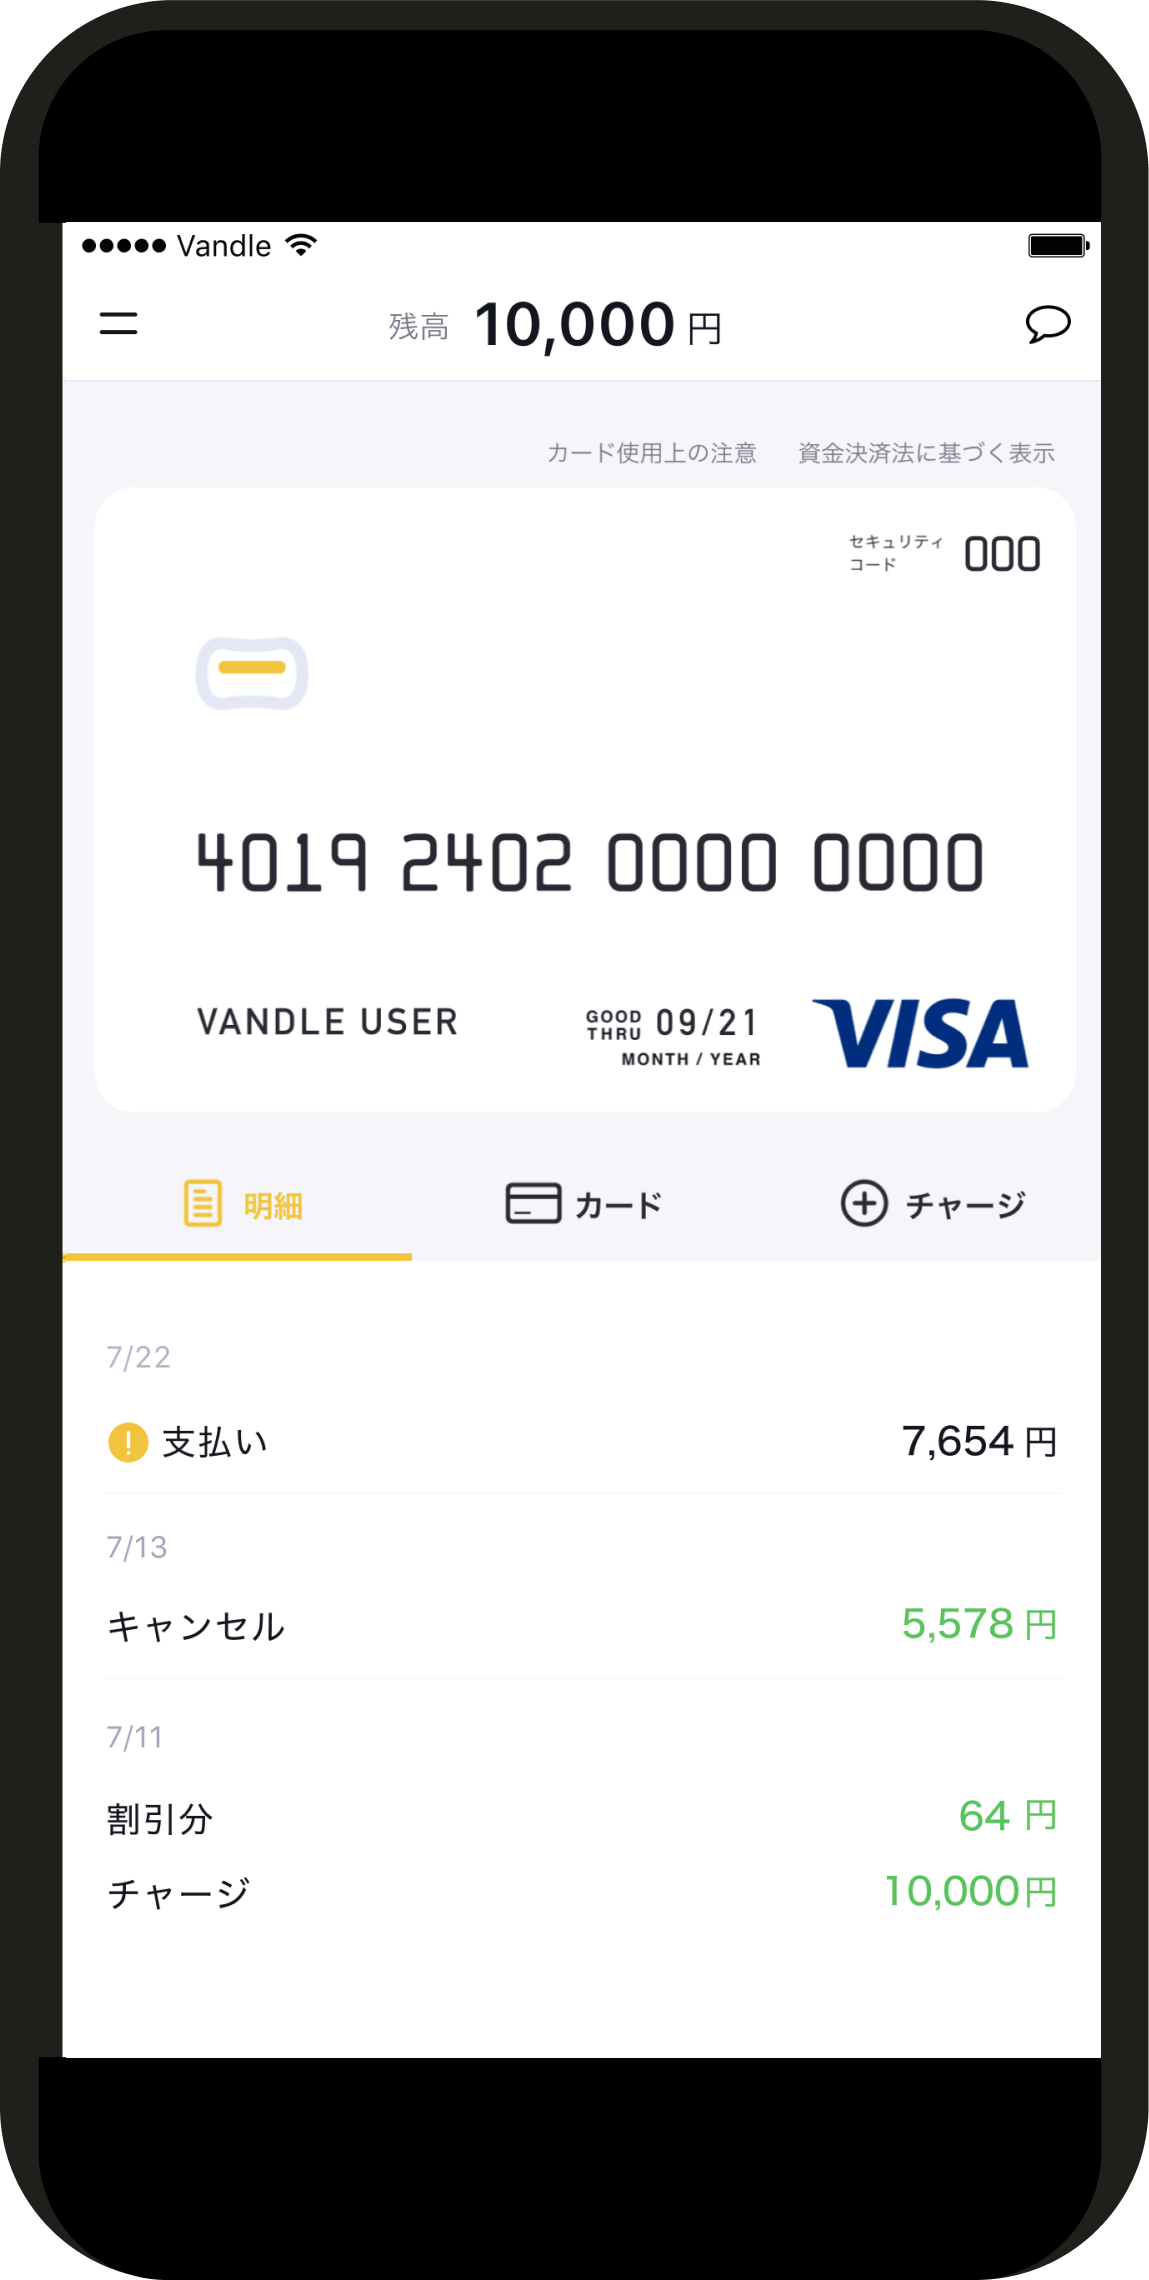 Vandle
残高 10,000 円
カード使用上の注意 資金決済法に基づく表示
セキュリティ
コード 000
4019 2402 0000 0000
VANDLE USER
GOOD THRU 09/21
MONTH / YEAR
VISA
明細 カード チャージ
7/22
支払い 7,654 円
7/13
キャンセル 5,578 円
7/11
割引分 64 円
チャージ 10,000円